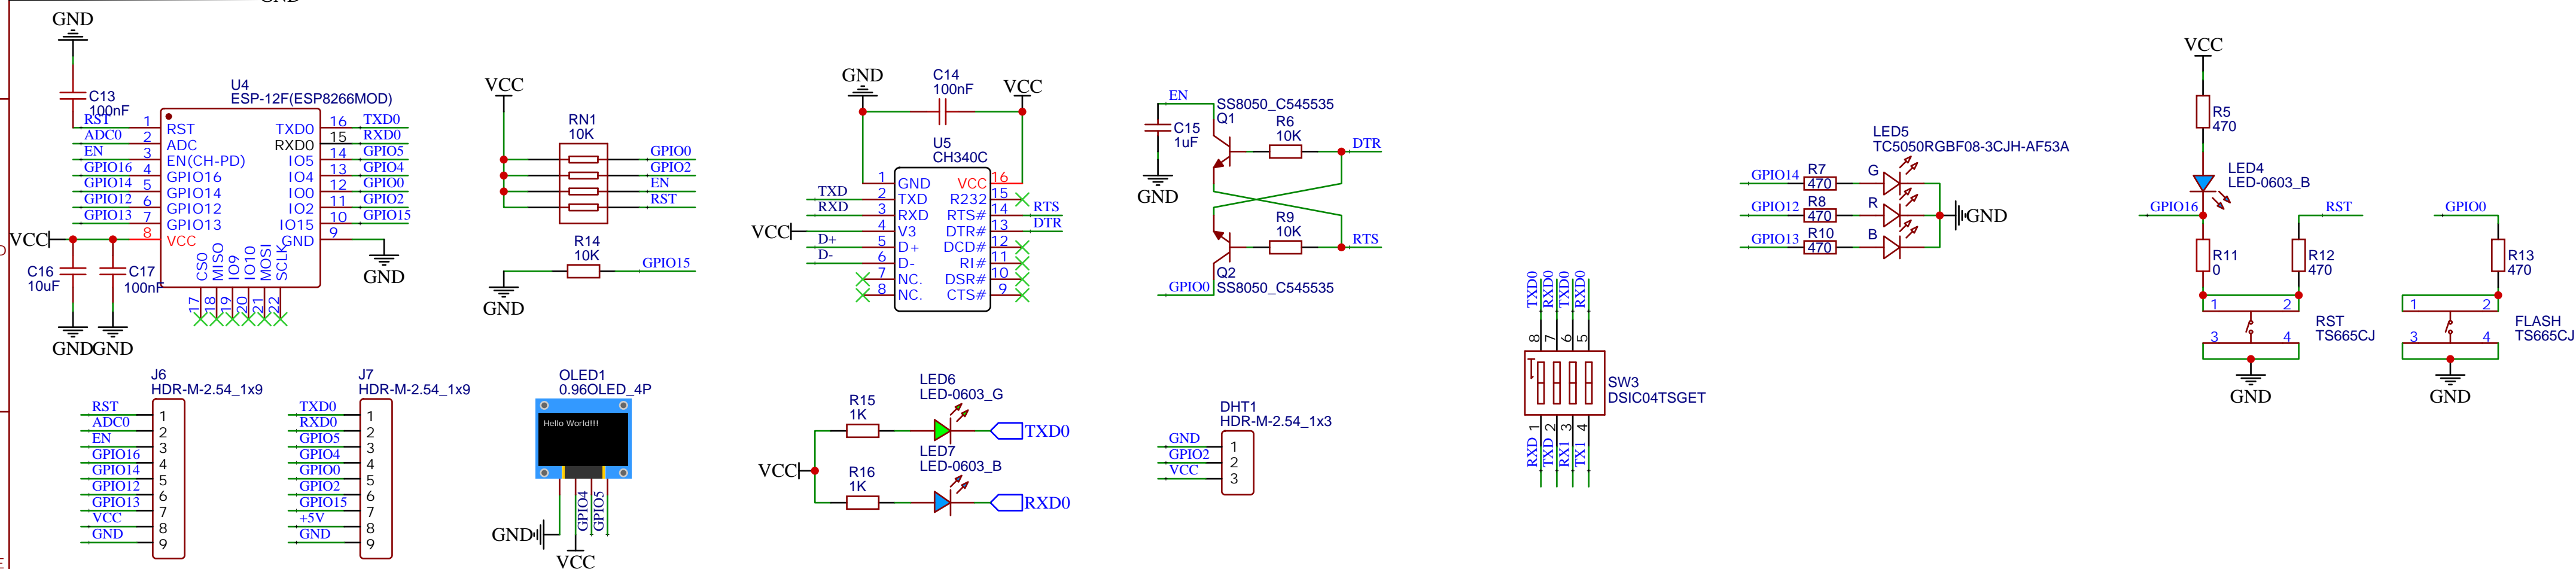 GND
GND
C13
100nF
U4
ESP-12F(ESP8266MOD)
RST 1 RST TXD0 16 TXD0
ADC0 2 ADC RXD0 15 RXD0
EN 3 EN(CH-PD) IO5 14 GPIO5
GPIO16 4 GPIO16 IO4 13 GPIO4
GPIO14 5 GPIO14 IO0 12 GPIO0
GPIO12 6 GPIO12 IO2 11 GPIO2
GPIO13 7 GPIO13 IO15 10 GPIO15
VCC 8 VCC GND 9
CS0 MISO IO9 IO10 MOSI SCLK
17 18 19 20 21 22
GND
C16
10uF
C17
100nF
GND GND
VCC
RN1
10K
GPIO0
GPIO2
EN
RST
R14
10K
GPIO15
GND
GND
C14
100nF
VCC
U5
CH340C
1 GND VCC 16
TXD 2 TXD R232 15
RXD 3 RXD RTS# 14 RTS
VCC 4 V3 DTR# 13 DTR
D+ 5 D+ DCD# 12
D- 6 D- RI# 11
7 NC. DSR# 10
8 NC. CTS# 9
EN
C15
1uF
GND
SS8050_C545535
Q1
R6
10K
DTR
R9
10K
RTS
Q2
SS8050_C545535
GPIO0
LED5
TC5050RGBF08-3CJH-AF53A
GPIO14 R7 470 G
GPIO12 R8 470 R
GPIO13 R10 470 B
GND
VCC
R5
470
LED4
LED-0603_B
GPIO16
R11
0
RST
R12
470
1 2
3 4
RST
TS665CJ
GND
GPIO0
R13
470
1 2
3 4
FLASH
TS665CJ
GND
J6
HDR-M-2.54_1x9
RST 1
ADC0 2
EN 3
GPIO16 4
GPIO14 5
GPIO12 6
GPIO13 7
VCC 8
GND 9
J7
HDR-M-2.54_1x9
TXD0 1
RXD0 2
GPIO5 3
GPIO4 4
GPIO0 5
GPIO2 6
GPIO15 7
+5V 8
GND 9
OLED1
0.96OLED_4P
Hello World!!!
GND
VCC
GPIO4
GPIO5
VCC
R15
1K
LED6
LED-0603_G
TXD0
R16
1K
LED7
LED-0603_B
RXD0
DHT1
HDR-M-2.54_1x3
GND 1
GPIO2 2
VCC 3
TXD0 RXD0 TXD0 RXD0
8 7 6 5
SW3
DSIC04TSGET
1 2 3 4
RXD TXD RX1 TX1